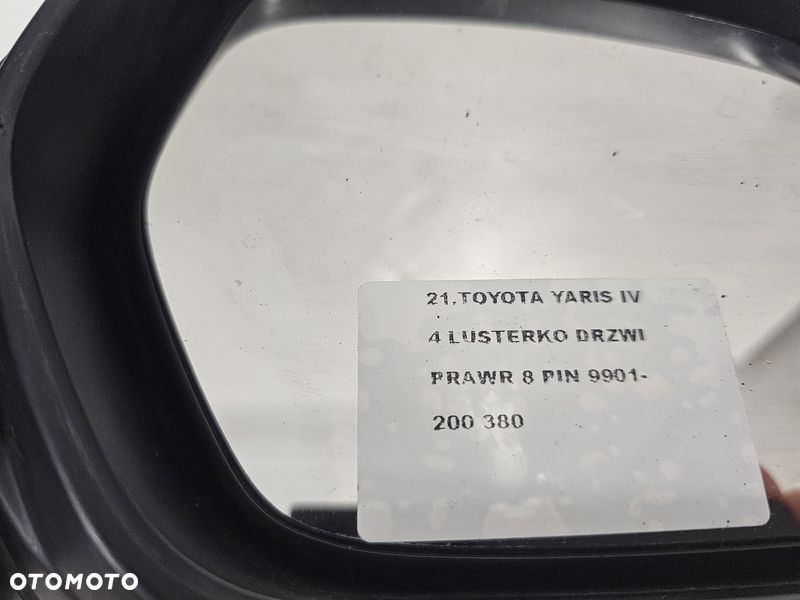 21.TOYOTA YARIS IV
4 LUSTERKO DRZWI
PRAWR 8 PIN 9901-
200 380
OTOMOTO